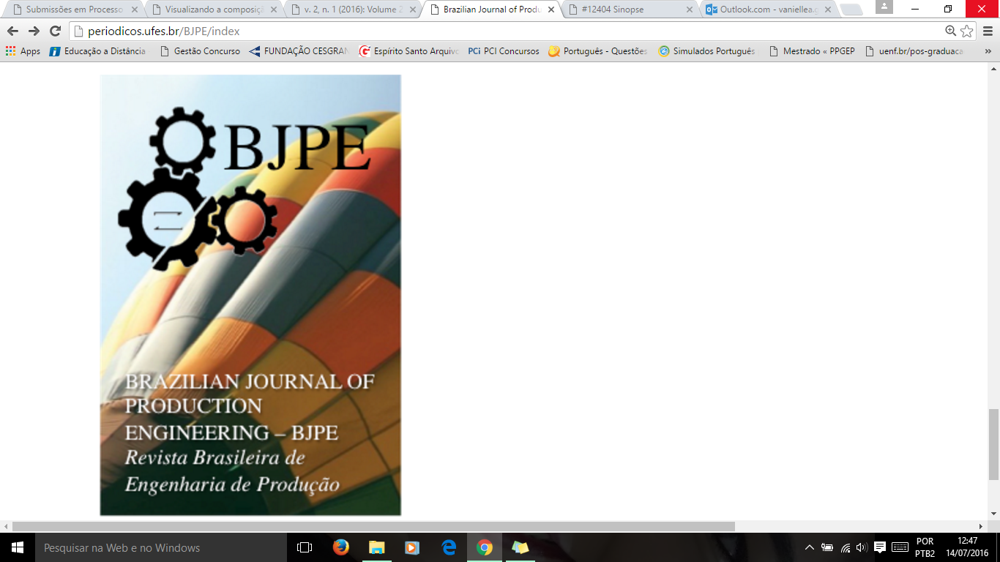 Submissões em Processo
Visualizando a composiçã
v. 2, n. 1 (2016): Volume 2
Brazilian Journal of Produ
#12404 Sinopse
Outlook.com - vaniellea.g
periodicos.ufes.br/BJPE/index
Apps
Educação a Distância
Gestão Concurso
FUNDAÇÃO CESGRAN
Espírito Santo Arquivo
PCi PCI Concursos
Português - Questões
Simulados Português
Mestrado « PPGEP
uenf.br/pos-graduaca
»
BJPE
BRAZILIAN JOURNAL OF
PRODUCTION
ENGINEERING – BJPE
Revista Brasileira de
Engenharia de Produção
Pesquisar na Web e no Windows
POR
PTB2
12:47
14/07/2016